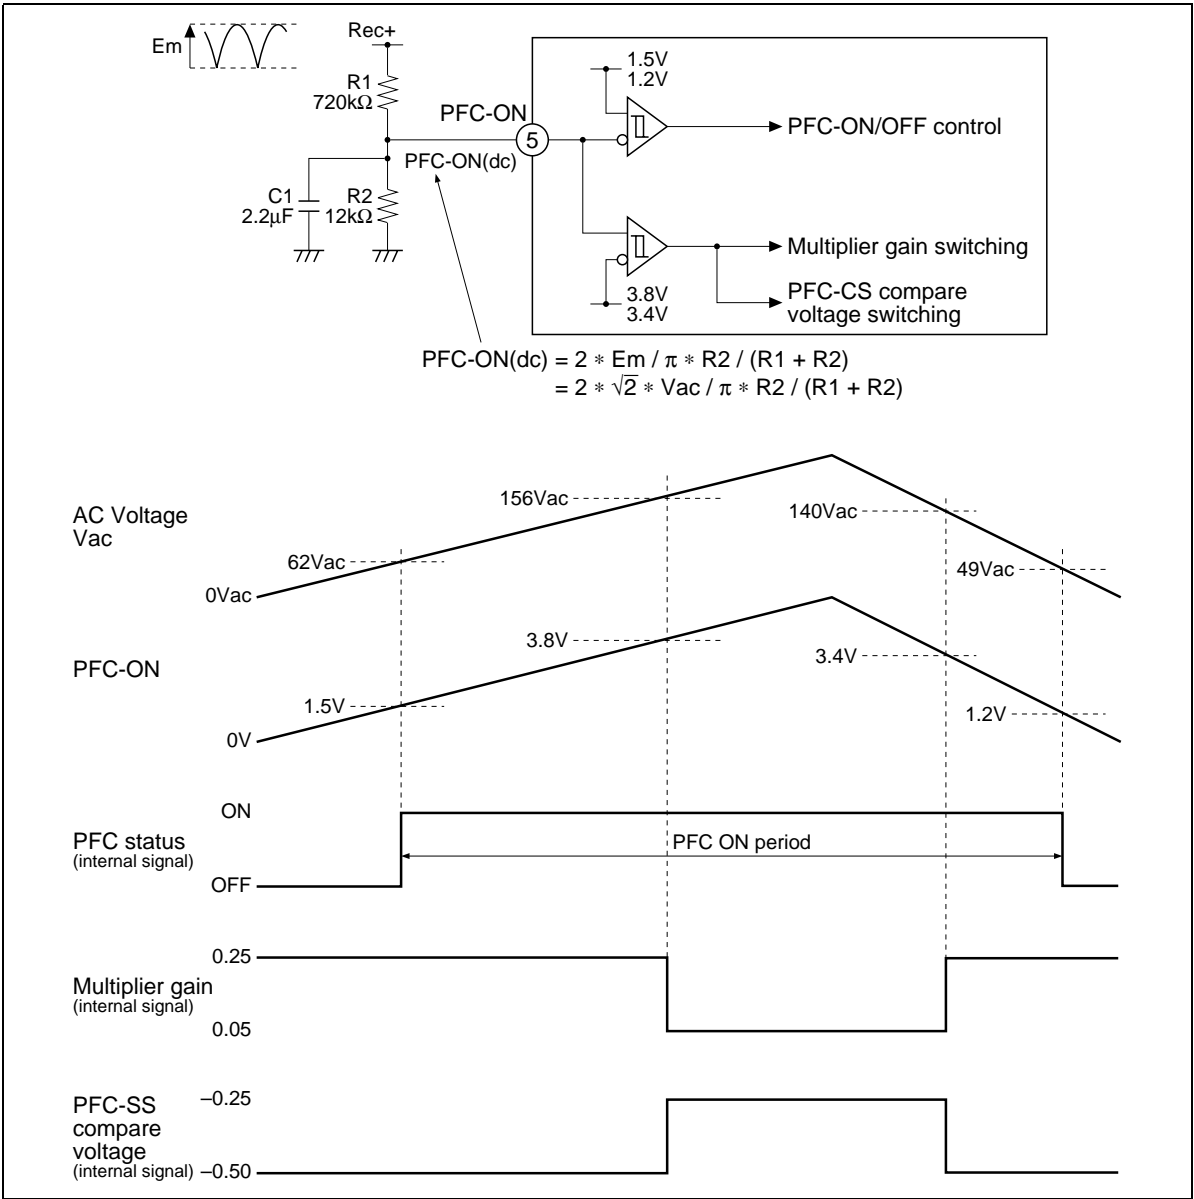 Em
Rec+
R1
720kΩ
PFC-ON
5
PFC-ON(dc)
C1
2.2μF
R2
12kΩ
1.5V
1.2V
PFC-ON/OFF control
Multiplier gain switching
PFC-CS compare
voltage switching
3.8V
3.4V
PFC-ON(dc) = 2 ∗ Em / π ∗ R2 / (R1 + R2)
= 2 ∗ √2 ∗ Vac / π ∗ R2 / (R1 + R2)
AC Voltage
Vac
0Vac
62Vac
156Vac
140Vac
49Vac
PFC-ON
0V
1.5V
3.8V
3.4V
1.2V
PFC status
(internal signal)
ON
OFF
PFC ON period
Multiplier gain
(internal signal)
0.25
0.05
PFC-SS
compare
voltage
(internal signal)
–0.25
–0.50